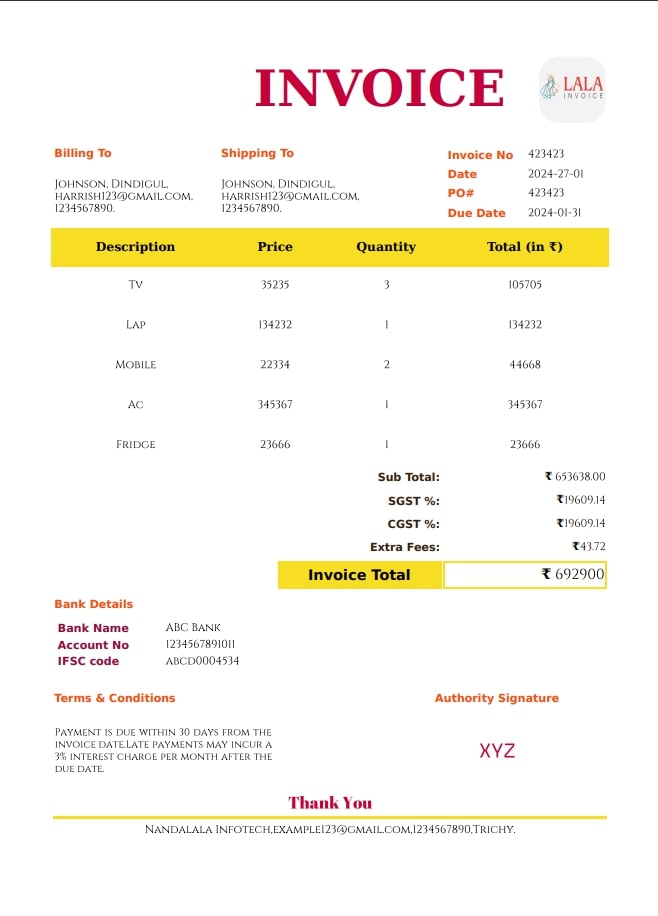 INVOICE
LALA
INVOICE
Billing To
Shipping To
Johnson, Dindigul,
harrish123@gmail.com,
1234567890.
Johnson, Dindigul,
harrish123@gmail.com,
1234567890.
Invoice No 423423
Date 2024-27-01
PO# 423423
Due Date 2024-01-31
Description Price Quantity Total (in ₹)
Tv 35235 3 105705
Lap 134232 1 134232
Mobile 22334 2 44668
Ac 345367 1 345367
Fridge 23666 1 23666
Sub Total: ₹ 653638.00
SGST %: ₹19609.14
CGST %: ₹19609.14
Extra Fees: ₹43.72
Invoice Total ₹ 692900
Bank Details
Bank Name ABC Bank
Account No 1234567891011
IFSC code ABCD0004534
Terms & Conditions
Payment is due within 30 days from the
invoice date.Late payments may incur a
3% interest charge per month after the
due date.
Authority Signature
XYZ
Thank You
Nandalala Infotech,example123@gmail.com,1234567890,Trichy.